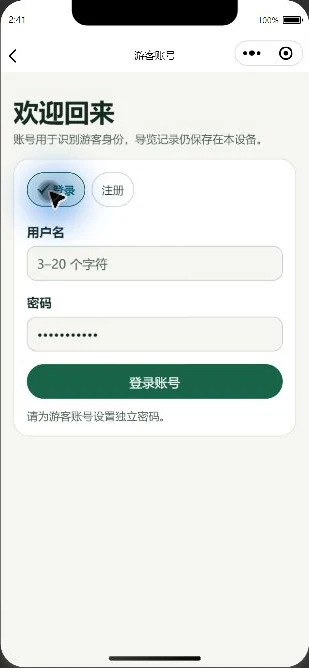 2:41
100%
游客账号
欢迎回来
账号用于识别游客身份，导览记录仍保存在本设备。
登录
注册
用户名
3–20 个字符
密码
•••••••••••
登录账号
请为游客账号设置独立密码。